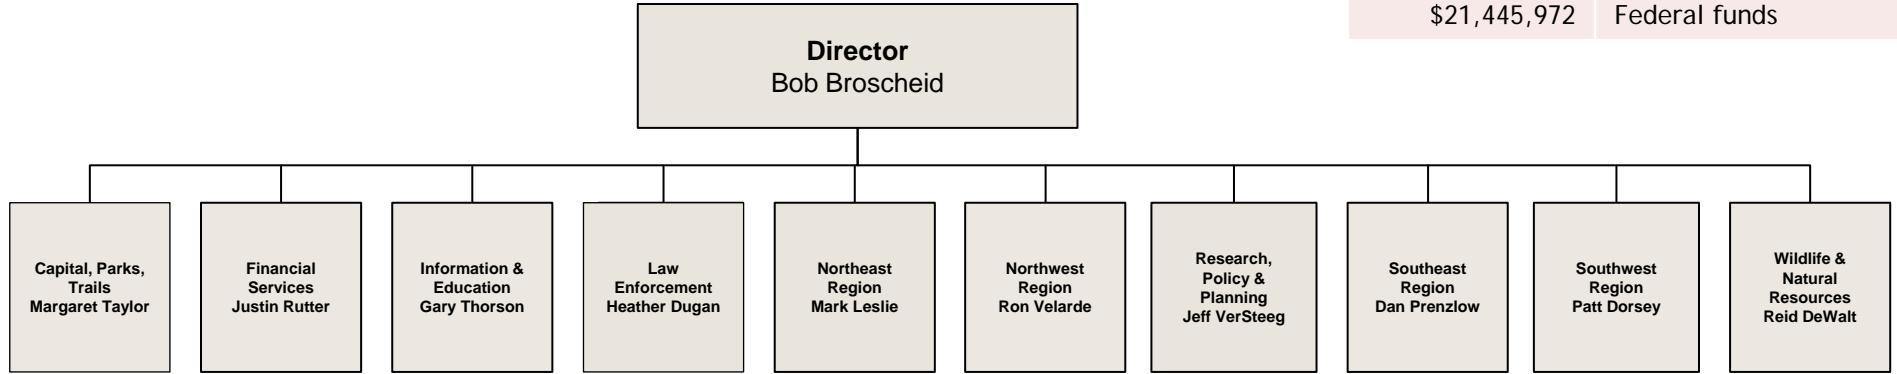 $21,445,972 Federal funds
Director
Bob Broscheid
Capital, Parks,
Trails
Margaret Taylor
Financial
Services
Justin Rutter
Information &
Education
Gary Thorson
Law
Enforcement
Heather Dugan
Northeast
Region
Mark Leslie
Northwest
Region
Ron Velarde
Research,
Policy &
Planning
Jeff VerSteeg
Southeast
Region
Dan Prenzlow
Southwest
Region
Patt Dorsey
Wildlife &
Natural
Resources
Reid DeWalt